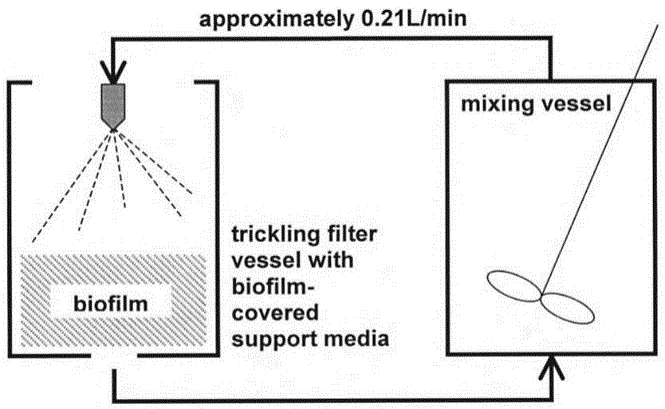 approximately 0.21L/min
mixing vessel
trickling filter
vessel with
biofilm-
covered
support media
biofilm